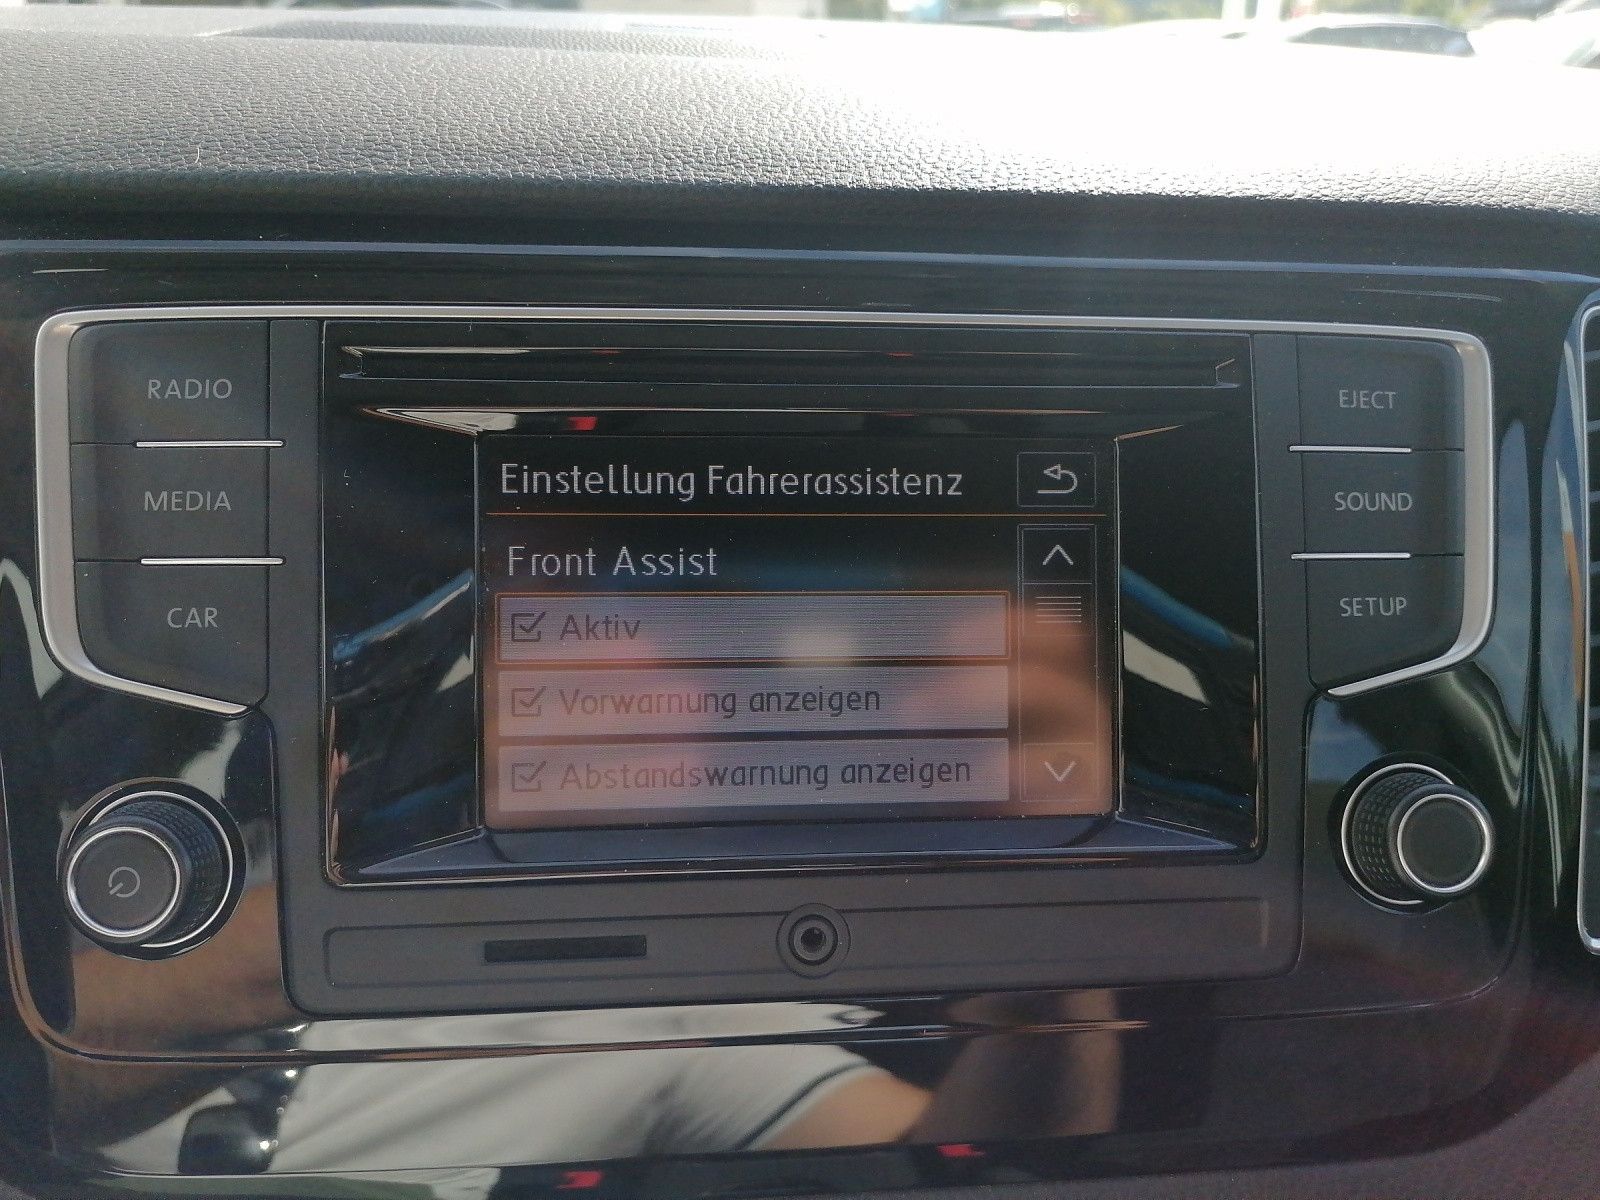 RADIO
MEDIA
CAR
EJECT
SOUND
SETUP
Einstellung Fahrerassistenz
Front Assist
Aktiv
Vorwarnung anzeigen
Abstandswarnung anzeigen